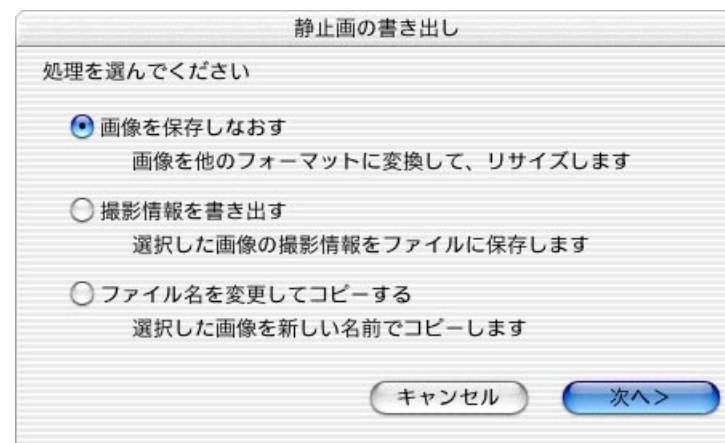 静止画の書き出し
処理を選んでください
画像を保存しなおす
画像を他のフォーマットに変換して、リサイズします
撮影情報を書き出す
選択した画像の撮影情報をファイルに保存します
ファイル名を変更してコピーする
選択した画像を新しい名前でコピーします
キャンセル 次へ＞